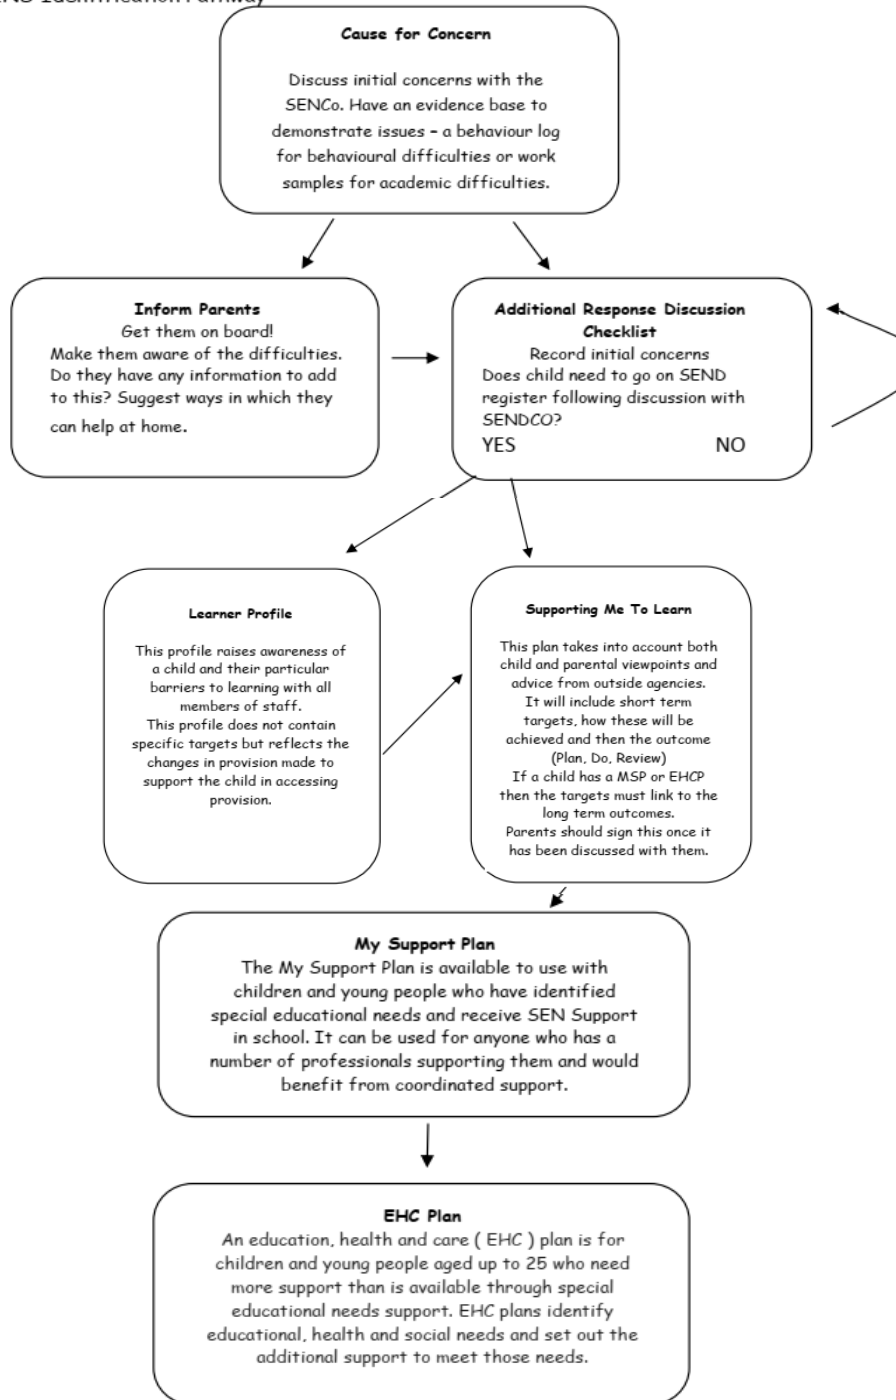 Identification Pathway
Cause for Concern
Discuss initial concerns with the
SENCo. Have an evidence base to
demonstrate issues – a behaviour log
for behavioural difficulties or work
samples for academic difficulties.
Inform Parents
Get them on board!
Make them aware of the difficulties.
Do they have any information to add
to this? Suggest ways in which they
can help at home.
Additional Response Discussion
Checklist
Record initial concerns
Does child need to go on SEND
register following discussion with
SENDCO?
YES NO
Learner Profile
This profile raises awareness of
a child and their particular
barriers to learning with all
members of staff.
This profile does not contain
specific targets but reflects the
changes in provision made to
support the child in accessing
provision.
Supporting Me To Learn
This plan takes into account both
child and parental viewpoints and
advice from outside agencies.
It will include short term
targets, how these will be
achieved and then the outcome
(Plan, Do, Review)
If a child has a MSP or EHCP
then the targets must link to the
long term outcomes.
Parents should sign this once it
has been discussed with them.
My Support Plan
The My Support Plan is available to use with
children and young people who have identified
special educational needs and receive SEN Support
in school. It can be used for anyone who has a
number of professionals supporting them and would
benefit from coordinated support.
EHC Plan
An education, health and care ( EHC ) plan is for
children and young people aged up to 25 who need
more support than is available through special
educational needs support. EHC plans identify
educational, health and social needs and set out the
additional support to meet those needs.